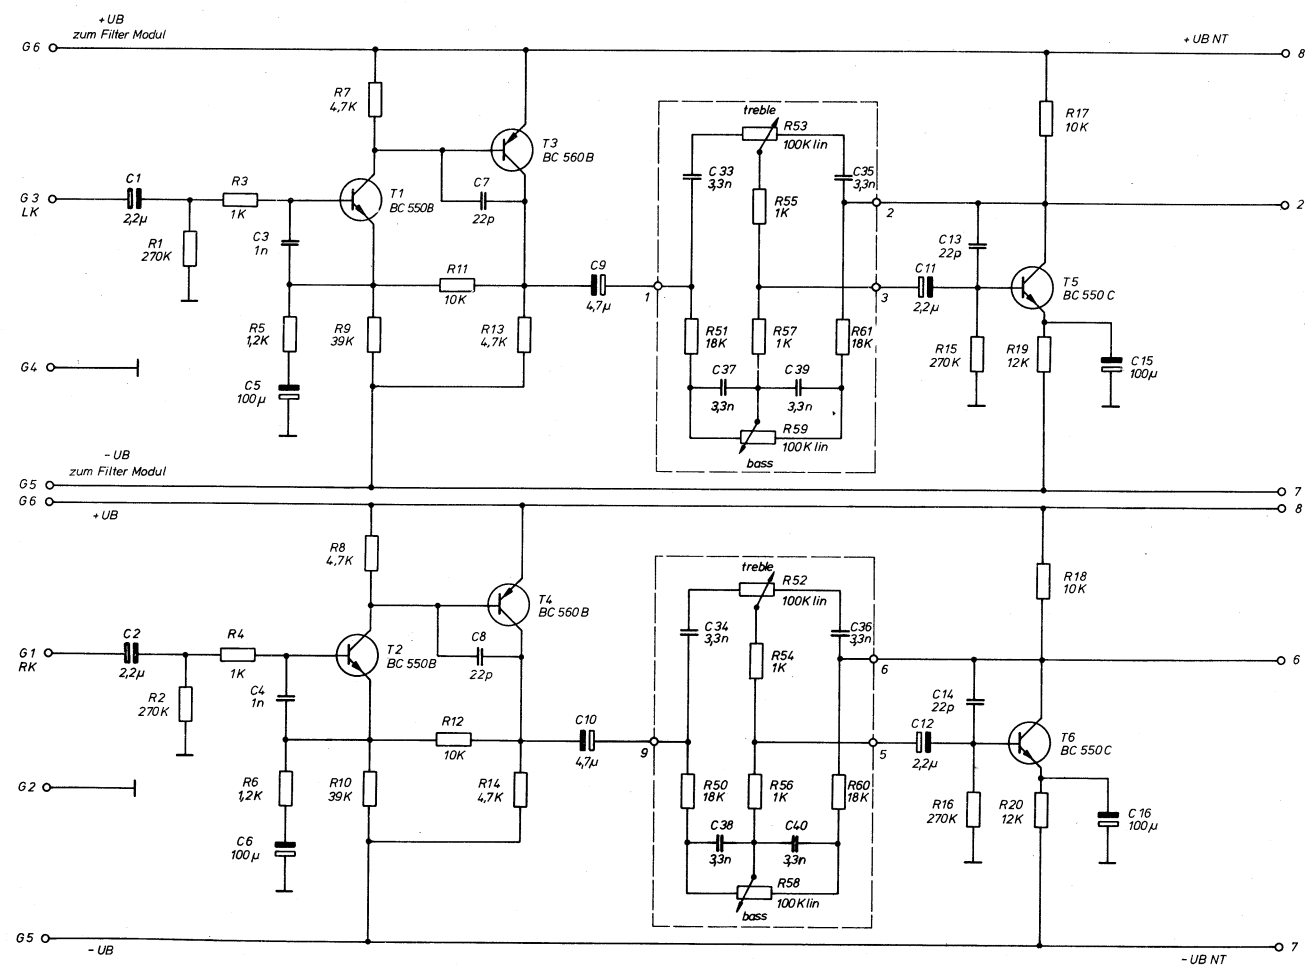 +UB
zum Filter Modul
G6
+UB NT
8
R7
4,7K
T3
BC 560B
treble
R53
100K lin
R17
10K
C33
3,3n
C35
3,3n
C1
2,2µ
R3
1K
T1
BC 550B
C7
22p
G3
LK
R55
1K
2
2
R1
270K
C3
1n
C13
22p
R11
10K
C9
4,7µ
1
3
C11
2,2µ
T5
BC 550C
R5
1,2K
R9
39K
R13
4,7K
R51
18K
R57
1K
R61
18K
R15
270K
R19
12K
C15
100µ
G4
C5
100µ
C37
3,3n
C39
3,3n
R59
100K lin
bass
-UB
zum Filter Modul
G5
7
G6
+UB
8
R8
4,7K
T4
BC 560B
treble
R52
100K lin
R18
10K
C34
3,3n
C36
3,3n
C2
2,2µ
R4
1K
T2
BC 550B
C8
22p
G1
RK
R54
1K
6
6
R2
270K
C4
1n
C14
22p
R12
10K
C10
4,7µ
9
5
C12
2,2µ
T6
BC 550C
R6
1,2K
R10
39K
R14
4,7K
R50
18K
R56
1K
R60
18K
R16
270K
R20
12K
C16
100µ
G2
C6
100µ
C38
3,3n
C40
3,3n
R58
100K lin
bass
G5
-UB
7
-UB NT